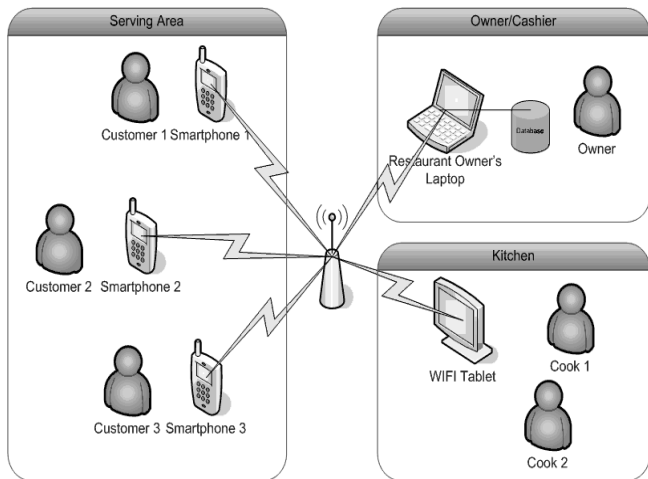 Serving Area
Customer 1 Smartphone 1
Customer 2 Smartphone 2
Customer 3 Smartphone 3
Owner/Cashier
Database
Restaurant Owner's
Laptop
Owner
Kitchen
WIFI Tablet
Cook 1
Cook 2